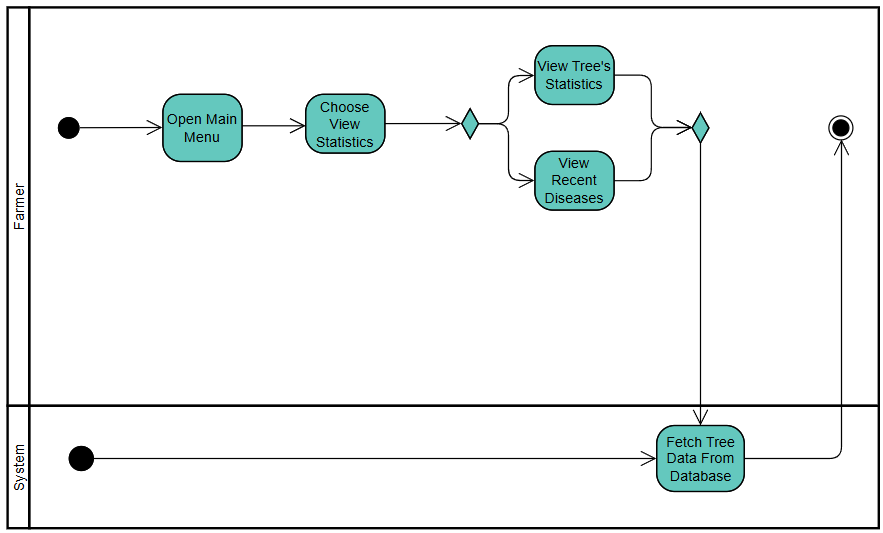 Farmer
Open Main
Menu
Choose
View
Statistics
View Tree's
Statistics
View
Recent
Diseases
System
Fetch Tree
Data From
Database